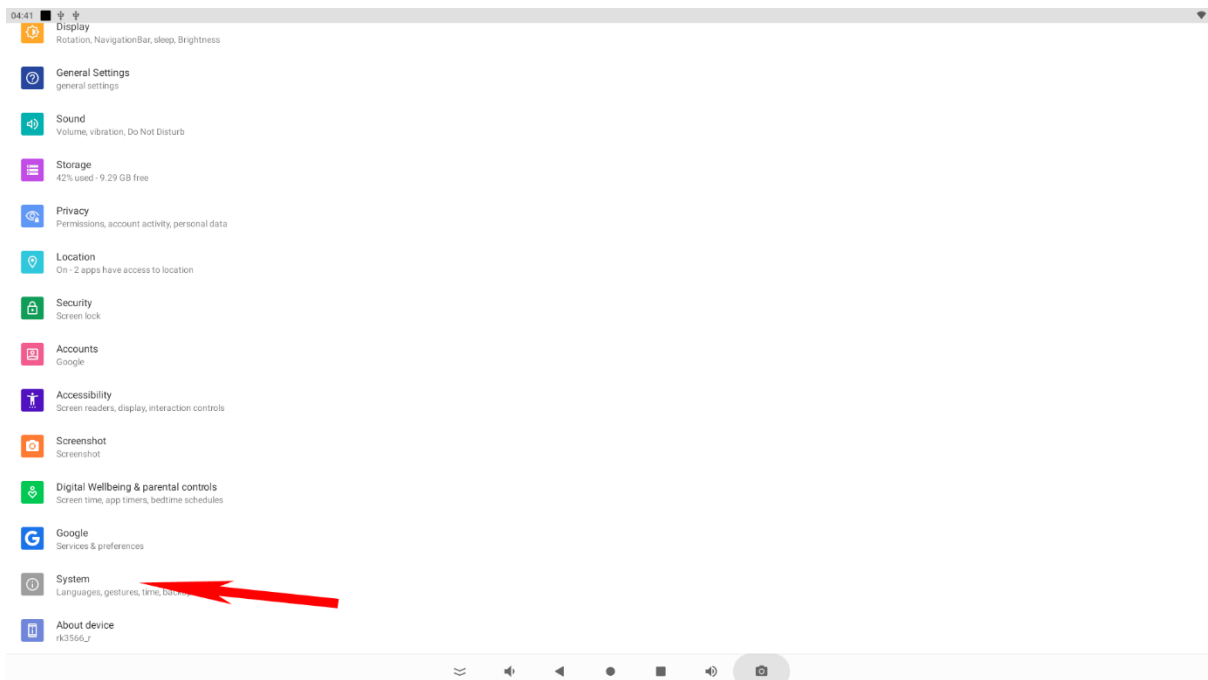 04:41
Display
Rotation, NavigationBar, sleep, Brightness
General Settings
general settings
Sound
Volume, vibration, Do Not Disturb
Storage
42% used - 9.29 GB free
Privacy
Permissions, account activity, personal data
Location
On - 2 apps have access to location
Security
Screen lock
Accounts
Google
Accessibility
Screen readers, display, interaction controls
Screenshot
Screenshot
Digital Wellbeing & parental controls
Screen time, app timers, bedtime schedules
Google
Services & preferences
System
Languages, gestures, time,
About device
rk3566_r